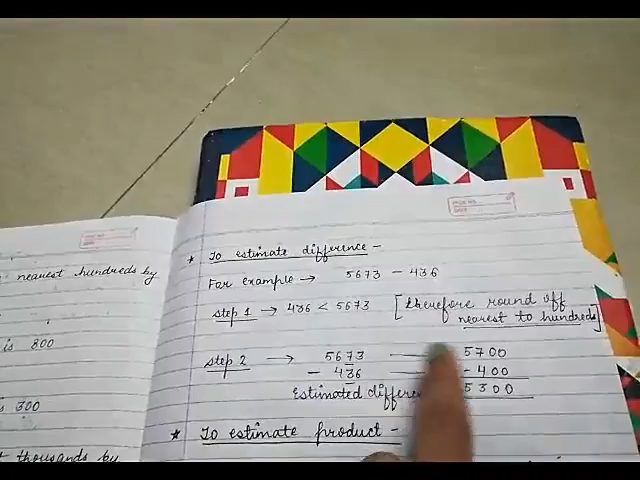 nearest hundreds by
is 800
is 300
thousands by
* To estimate difference -
For example → 5673 - 436
Step 1 → 436 < 5673 [therefore round off
nearest to hundreds]
Step 2 → 5673 — 5700
- 436 — - 400
Estimated 5300
* To estimate product -